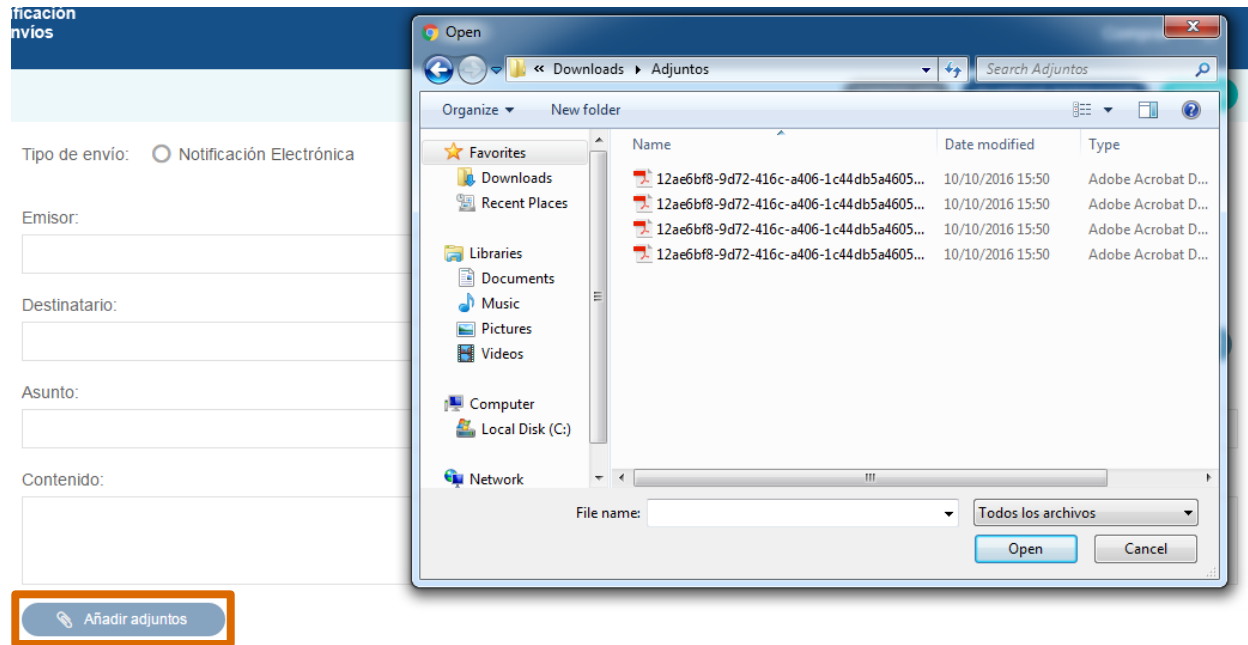 ificación
nvíos
Tipo de envío: Notificación Electrónica
Emisor:
Destinatario:
Asunto:
Contenido:
Añadir adjuntos
Open
« Downloads Adjuntos
Search Adjuntos
Organize New folder
Favorites
Downloads
Recent Places
Libraries
Documents
Music
Pictures
Videos
Computer
Local Disk (C:)
Network
Name Date modified Type
12ae6bf8-9d72-416c-a406-1c44db5a4605... 10/10/2016 15:50 Adobe Acrobat D...
12ae6bf8-9d72-416c-a406-1c44db5a4605... 10/10/2016 15:50 Adobe Acrobat D...
12ae6bf8-9d72-416c-a406-1c44db5a4605... 10/10/2016 15:50 Adobe Acrobat D...
12ae6bf8-9d72-416c-a406-1c44db5a4605... 10/10/2016 15:50 Adobe Acrobat D...
File name: Todos los archivos
Open Cancel